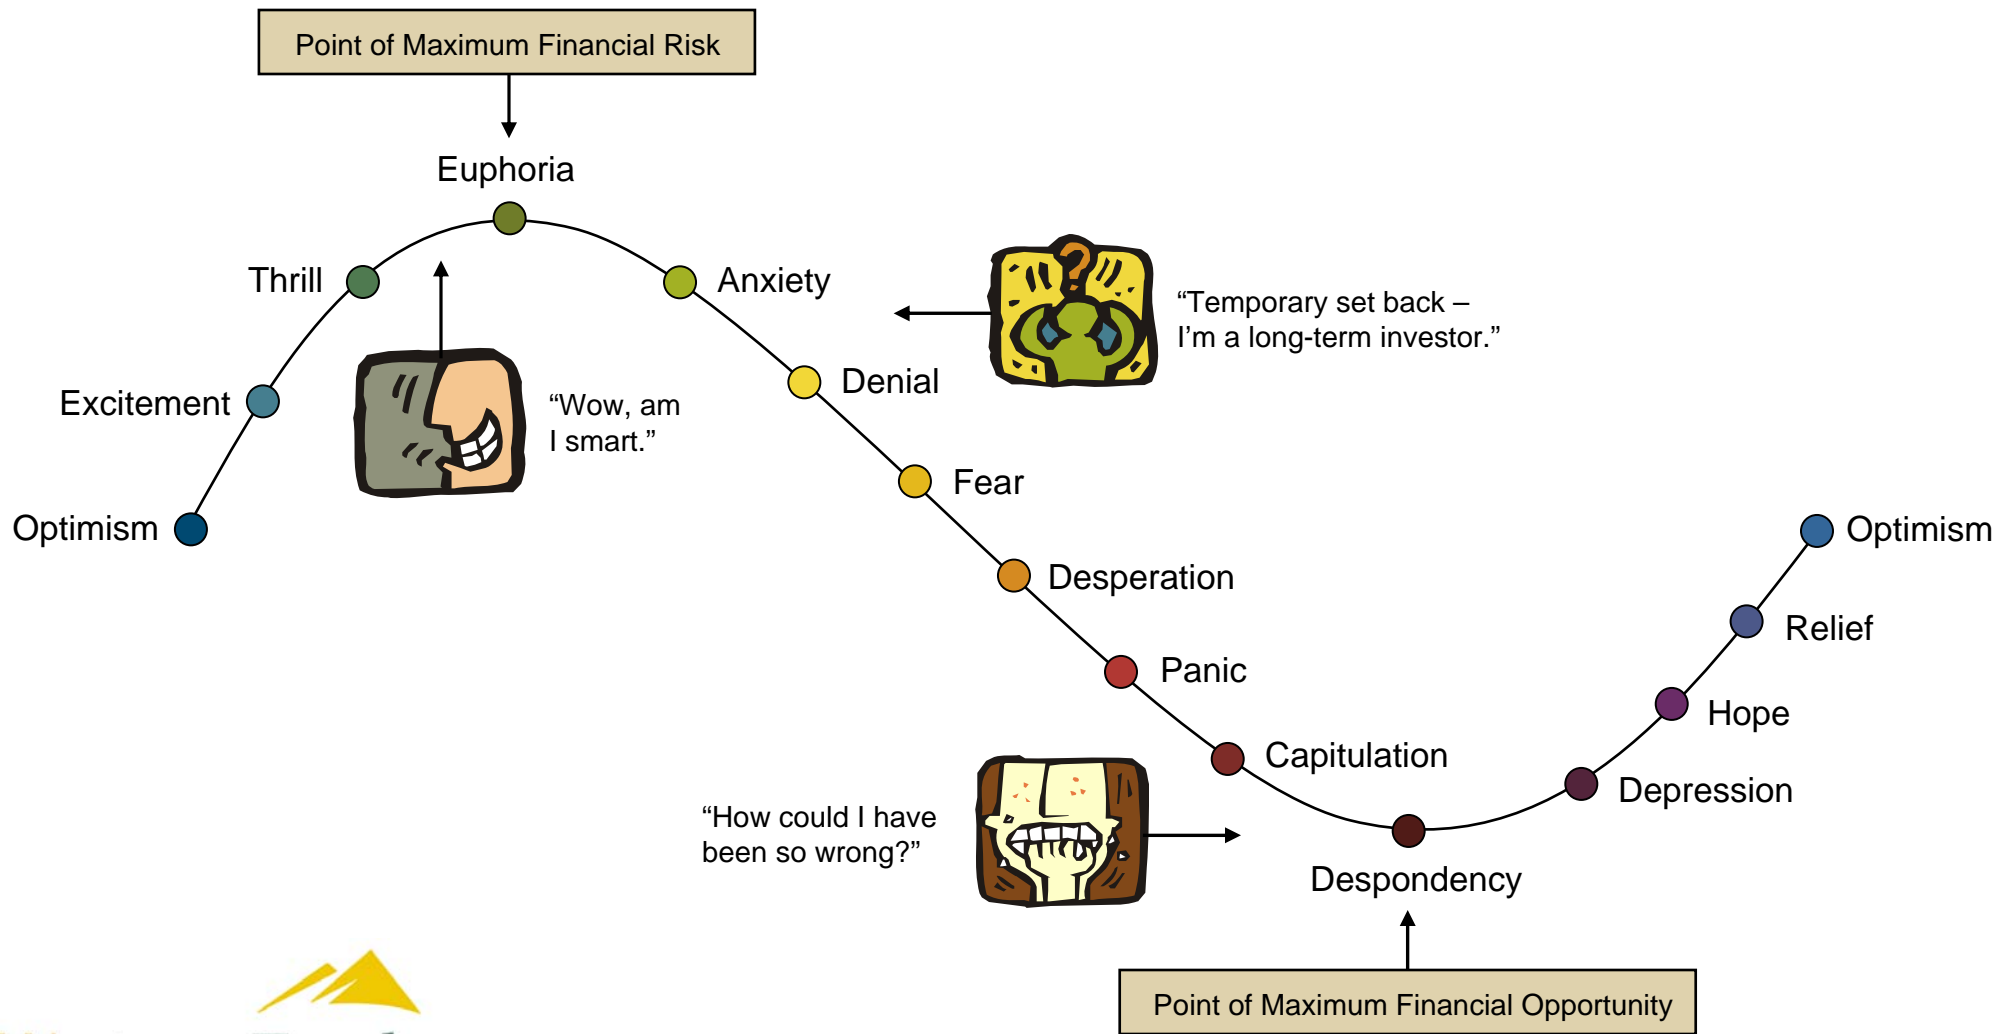 Point of Maximum Financial Risk
Euphoria
Thrill
Anxiety
“Temporary set back –
I’m a long-term investor.”
Excitement
“Wow, am
I smart.”
Denial
Fear
Optimism
Optimism
Desperation
Relief
Panic
Hope
Capitulation
Depression
“How could I have
been so wrong?”
Despondency
Point of Maximum Financial Opportunity